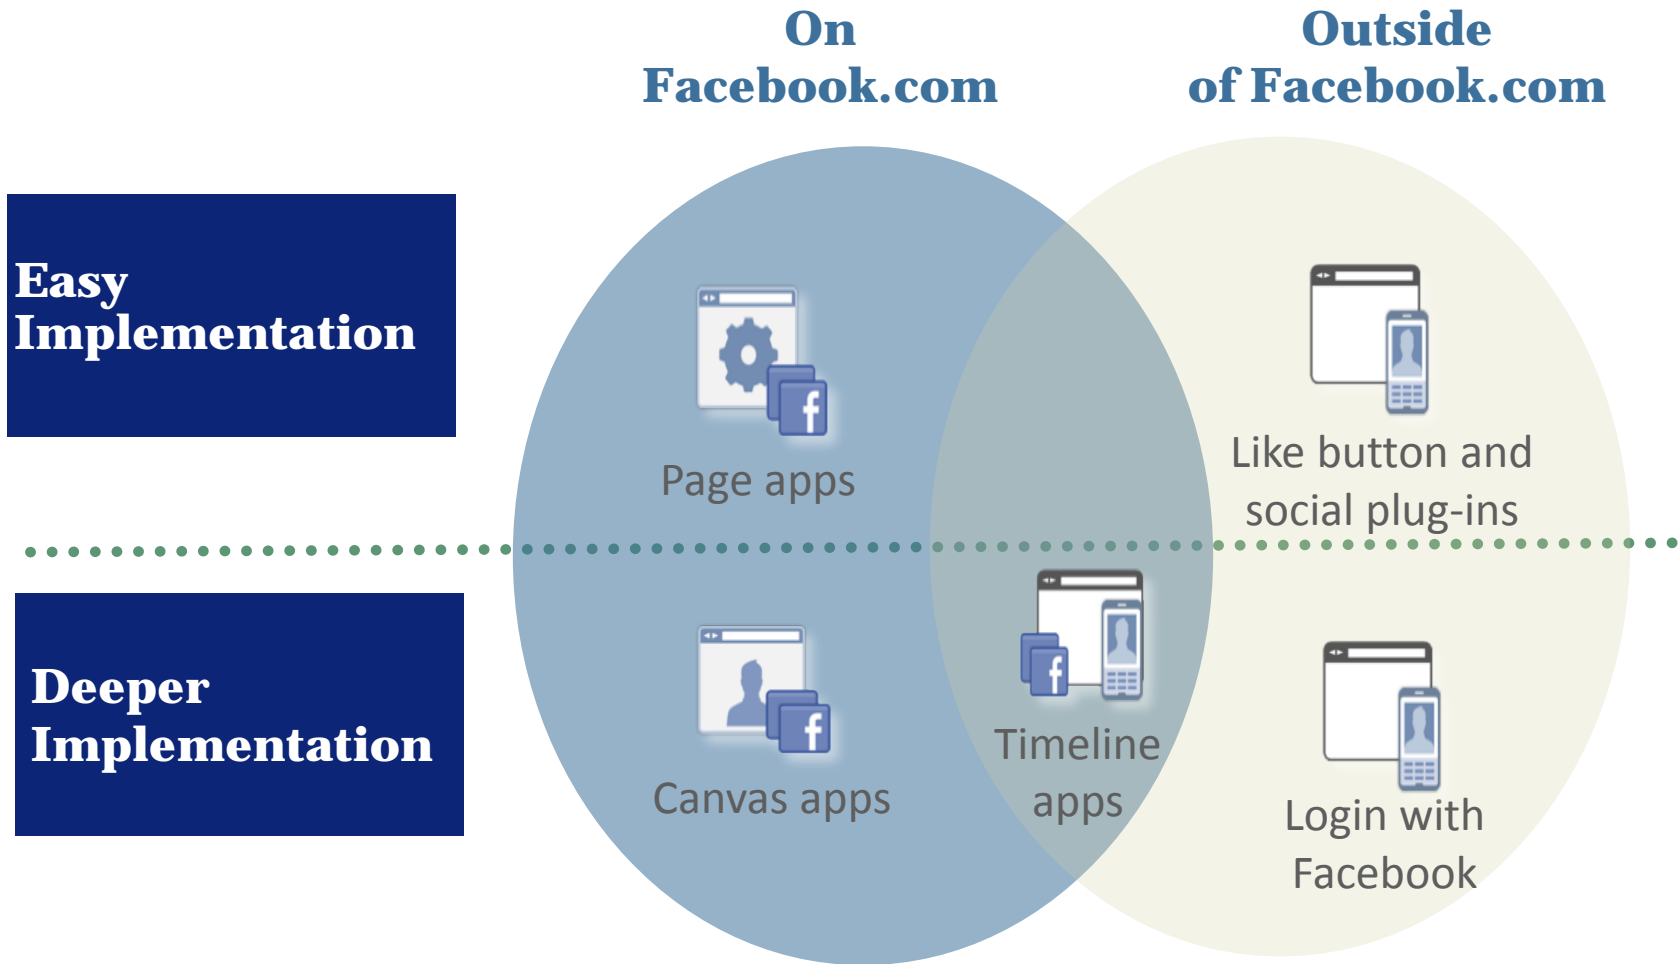 On
Facebook.com
Outside
of Facebook.com
Easy
Implementation
Page apps
Like button and
social plug-ins
Deeper
Implementation
Canvas apps
Timeline
apps
Login with
Facebook